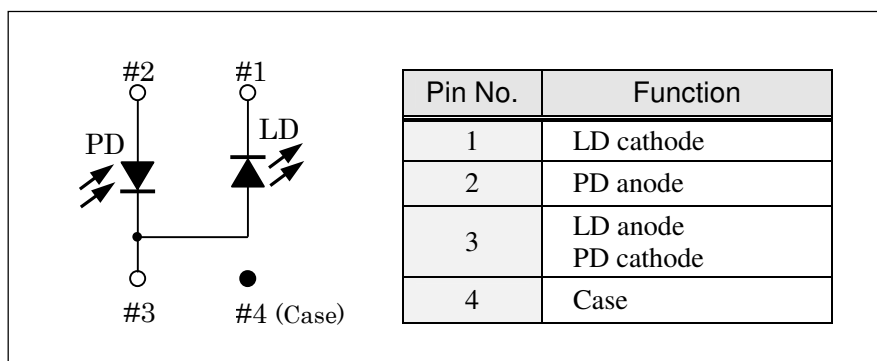 #2 #1
PD LD
#3 #4 (Case)
Pin No. Function
1 LD cathode
2 PD anode
3 LD anode
PD cathode
4 Case